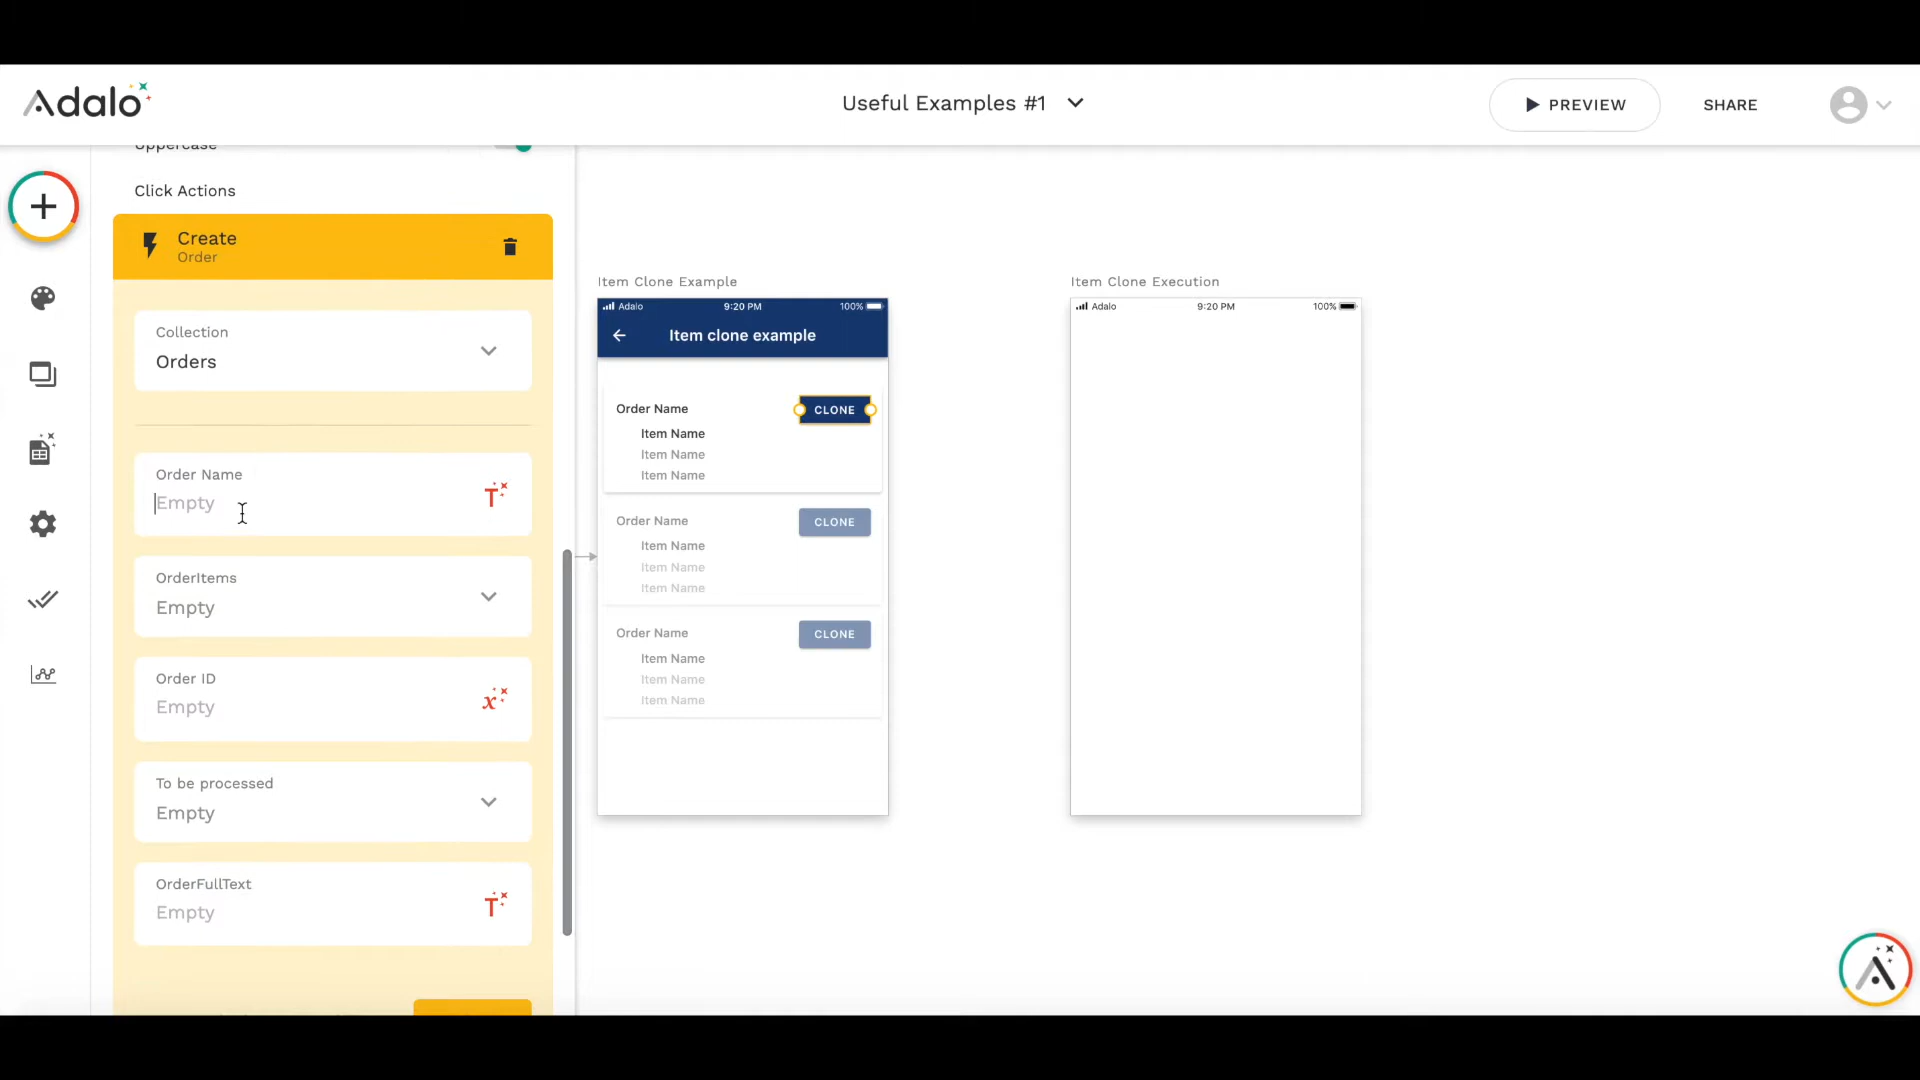 Adalo
Useful Examples #1
PREVIEW
SHARE
Uppercase
Click Actions
Create
Order
Collection
Orders
Order Name
Empty
OrderItems
Empty
Order ID
Empty
To be processed
Empty
OrderFullText
Empty
Item Clone Example
Adalo
9:20 PM
100%
Item clone example
Order Name
CLONE
Item Name
Item Name
Item Name
Order Name
CLONE
Item Name
Item Name
Item Name
Order Name
CLONE
Item Name
Item Name
Item Name
Item Clone Execution
Adalo
9:20 PM
100%